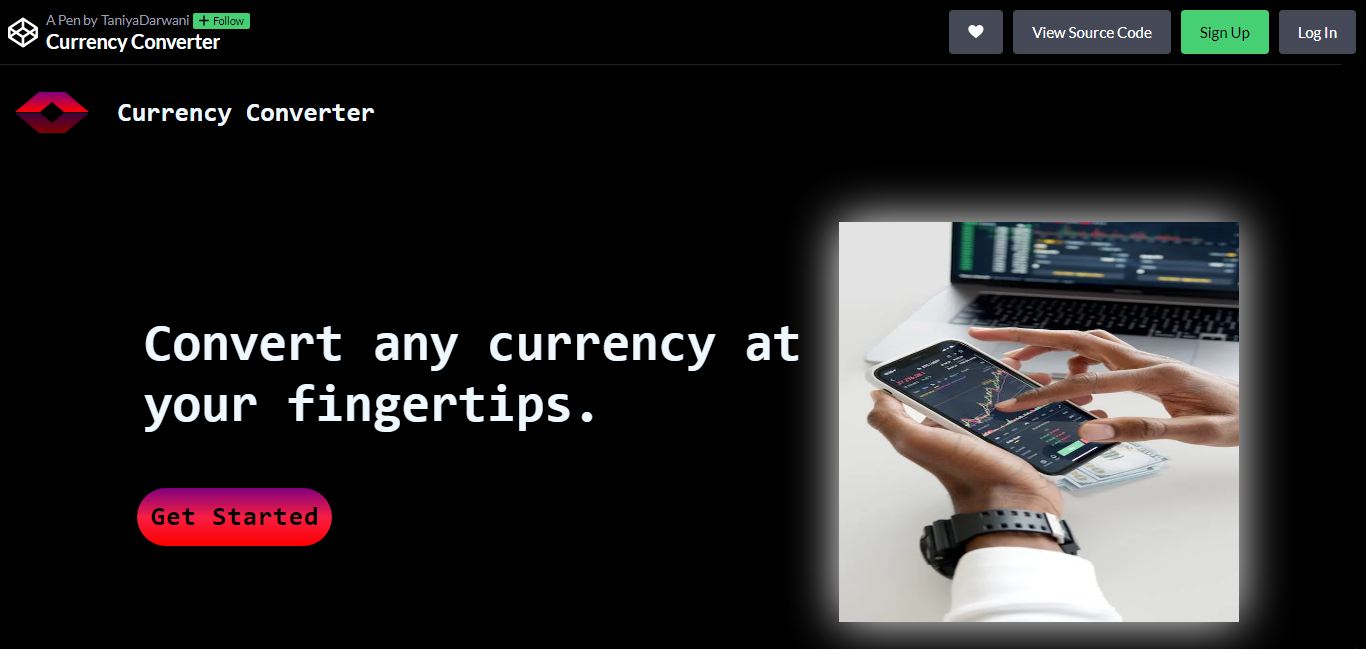 A Pen by TaniyaDarwani + Follow
Currency Converter
View Source Code
Sign Up
Log In
Currency Converter
Convert any currency at
your fingertips.
Get Started